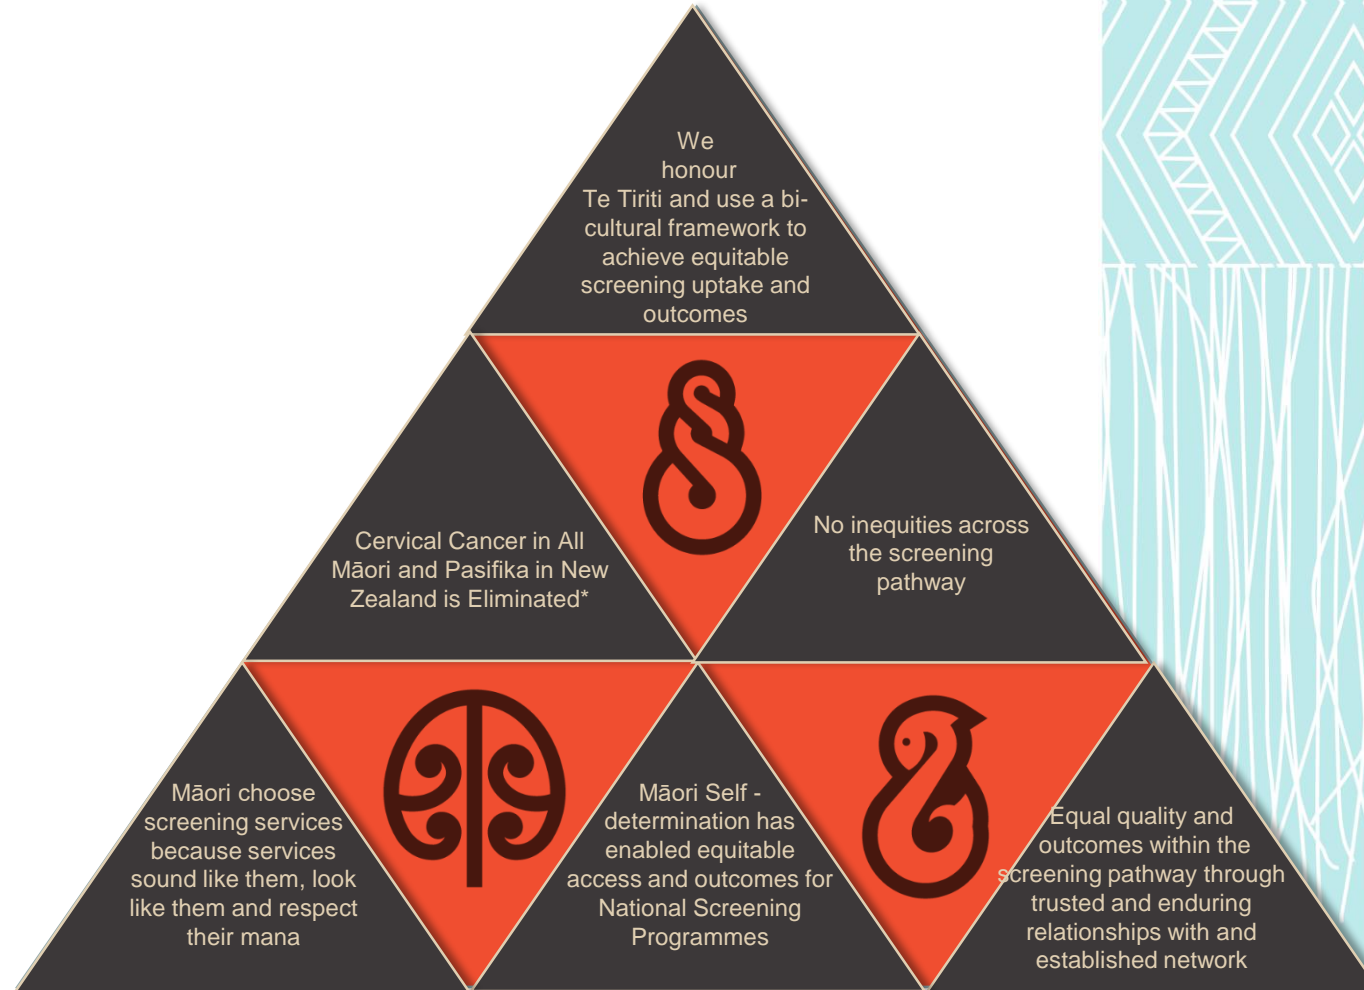 We
honour
Te Tiriti and use a bi-
cultural framework to
achieve equitable
screening uptake and
outcomes
Cervical Cancer in All
Māori and Pasifika in New
Zealand is Eliminated*
No inequities across
the screening
pathway
Māori choose
screening services
because services
sound like them, look
like them and respect
their mana
Māori Self -
determination has
enabled equitable
access and outcomes for
National Screening
Programmes
Equal quality and
outcomes within the
screening pathway through
trusted and enduring
relationships with and
established network